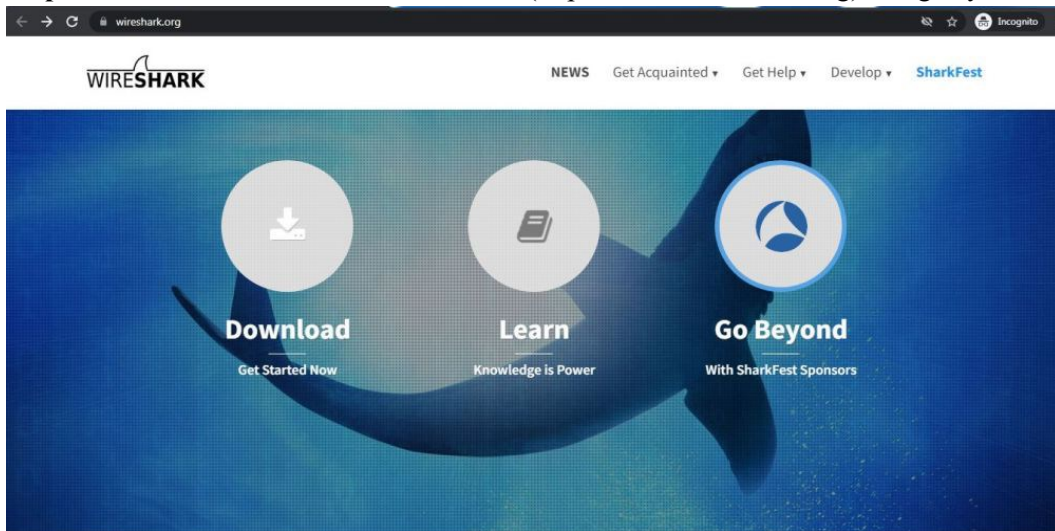 wireshark.org
Incognito
WIRESHARK
NEWS Get Acquainted ▾ Get Help ▾ Develop ▾ SharkFest
Download Learn Go Beyond
Get Started Now Knowledge is Power With SharkFest Sponsors